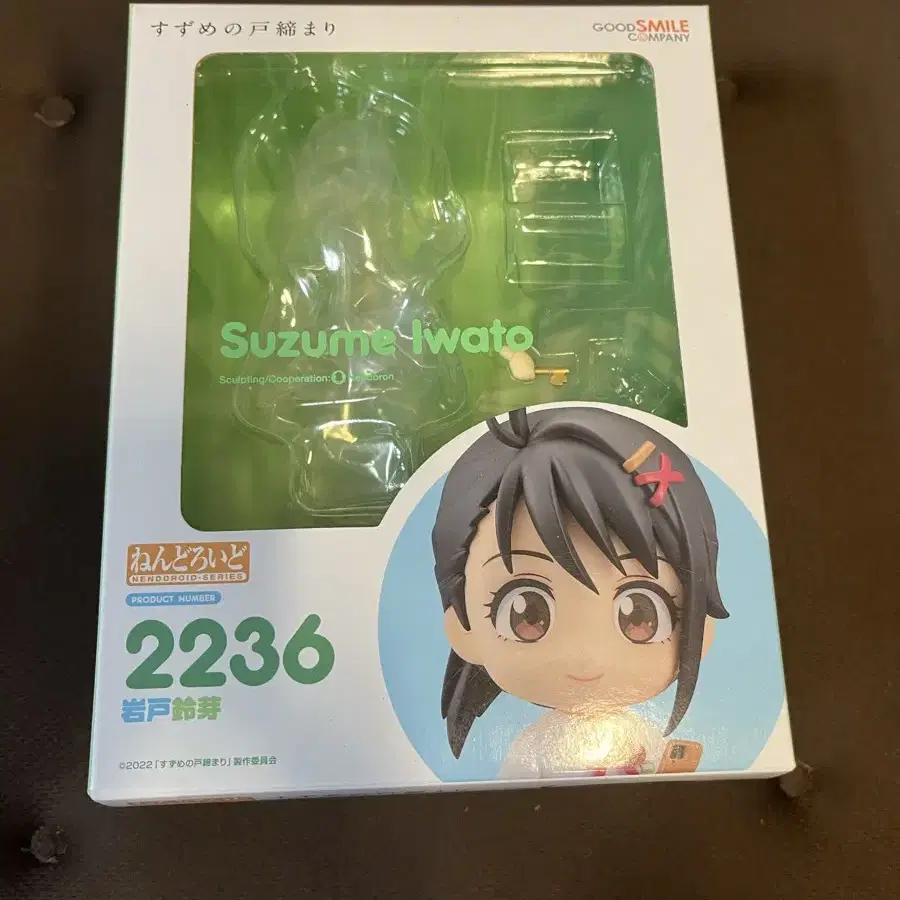 すずめの戸締まり
GOODSMILE
COMPANY
Suzume Iwato
Sculpting/Cooperation: Nendoron
ねんどろいど
NENDOROID-SERIES
PRODUCT NUMBER
2236
岩戸鈴芽
©2022「すずめの戸締まり」製作委員会